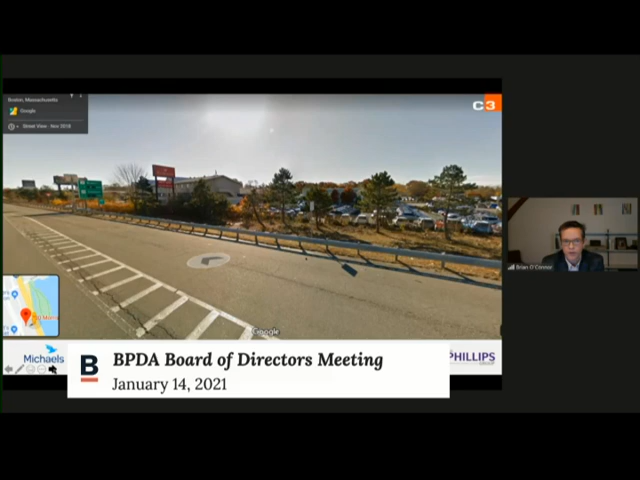 Boston, Massachusetts
Google
Street View - Nov 2018
C3
Google
Brian O'Connor
Michaels
PHILLIPS
B
BPDA Board of Directors Meeting
January 14, 2021